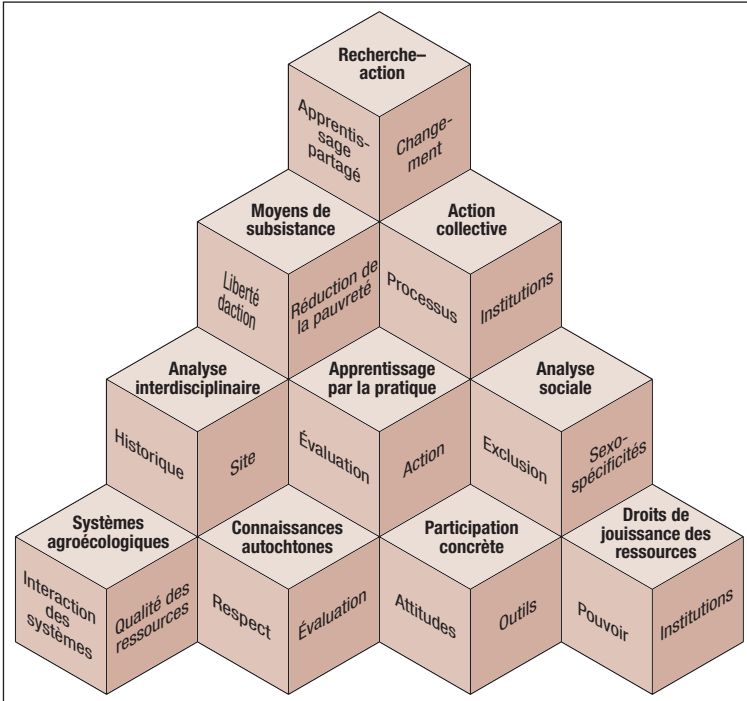 Recherche–
action
Apprentis-
sage
partagé
Change-
ment
Moyens de
subsistance
Liberté
daction
Réduction de
la pauvreté
Action
collective
Processus
Institutions
Analyse
interdisciplinaire
Historique
Site
Apprentissage
par la pratique
Évaluation
Action
Analyse
sociale
Exclusion
Sexo-
spécificités
Systèmes
agroécologiques
Interaction
des
systèmes
Qualité des
ressources
Connaissances
autochtones
Respect
Évaluation
Participation
concrète
Attitudes
Outils
Droits de
jouissance des
ressources
Pouvoir
Institutions